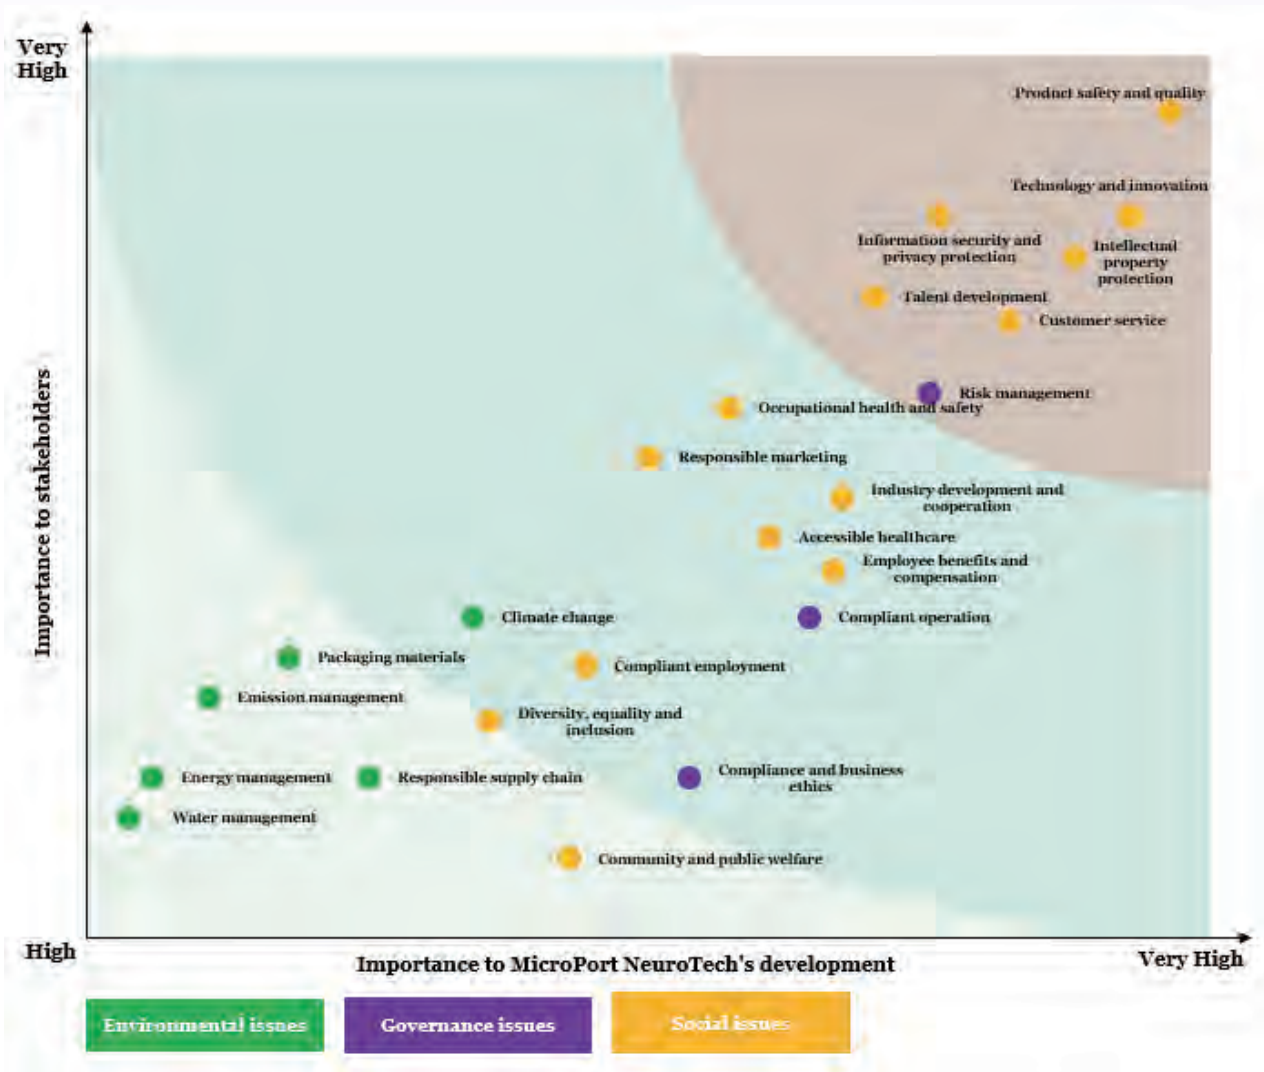 Very
High
Product safety and quality
Technology and innovation
Information security and
privacy protection
Intellectual
property
protection
Talent development
Customer service
Risk management
Occupational health and safety
Responsible marketing
Industry development and
cooperation
Accessible healthcare
Employee benefits and
compensation
Climate change
Compliant operation
Packaging materials
Compliant employment
Emission management
Diversity, equality and
inclusion
Energy management
Responsible supply chain
Compliance and business
ethics
Water management
Community and public welfare
Importance to stakeholders
High
Importance to MicroPort NeuroTech's development
Very High
Environmental issues
Governance issues
Social issues